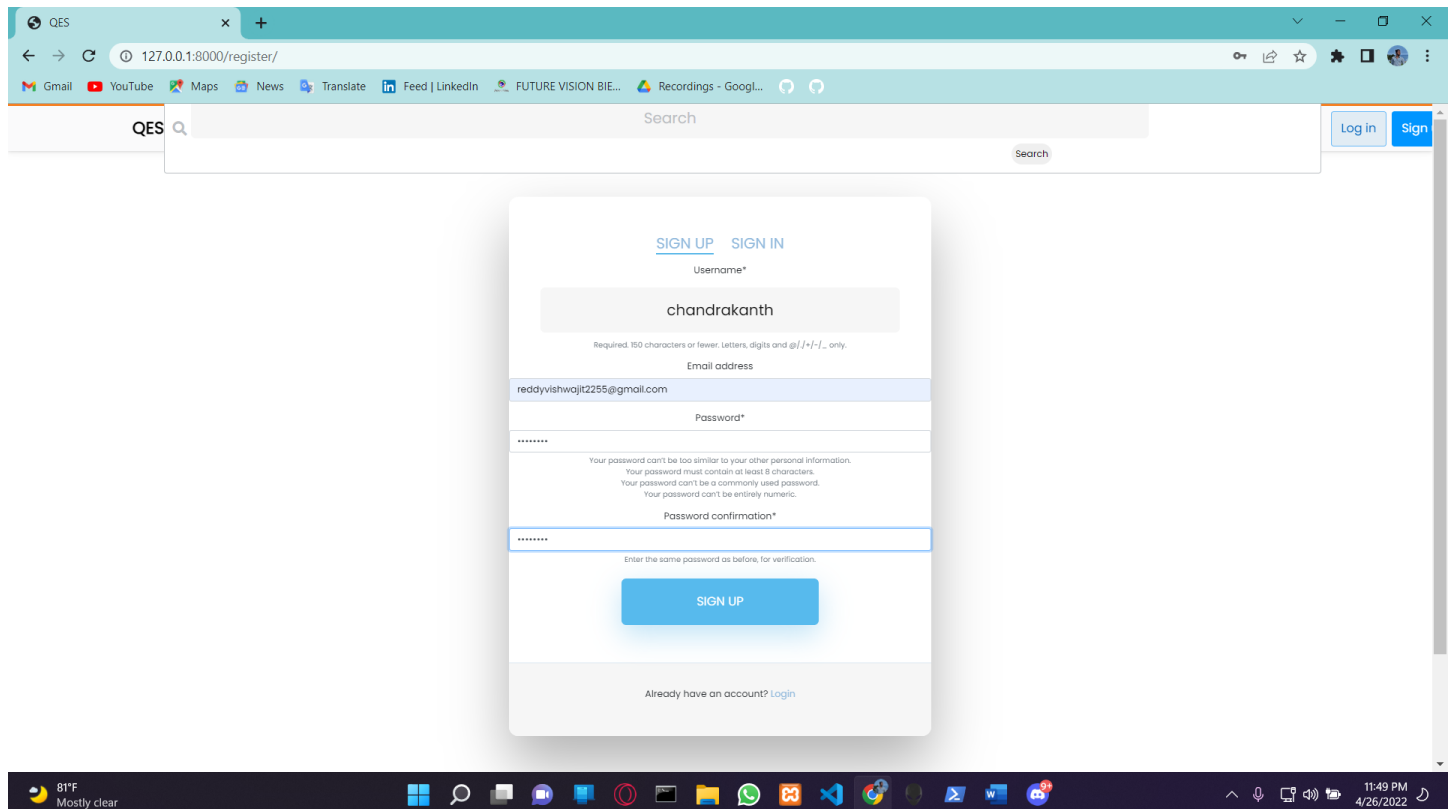 QES
127.0.0.1:8000/register/
Gmail YouTube Maps News Translate Feed | LinkedIn FUTURE VISION BIE... Recordings - Googl...
QES Search Log in Sign
Search
SIGN UP SIGN IN
Username*
chandrakanth
Required. 150 characters or fewer. Letters, digits and @/./+/-/_ only.
Email address
reddyvishwajit2255@gmail.com
Password*
••••••••
Your password can't be too similar to your other personal information.
Your password must contain at least 8 characters.
Your password can't be a commonly used password.
Your password can't be entirely numeric.
Password confirmation*
••••••••
Enter the same password as before, for verification.
SIGN UP
Already have an account? Login
81°F
Mostly clear
9+
11:49 PM
4/26/2022